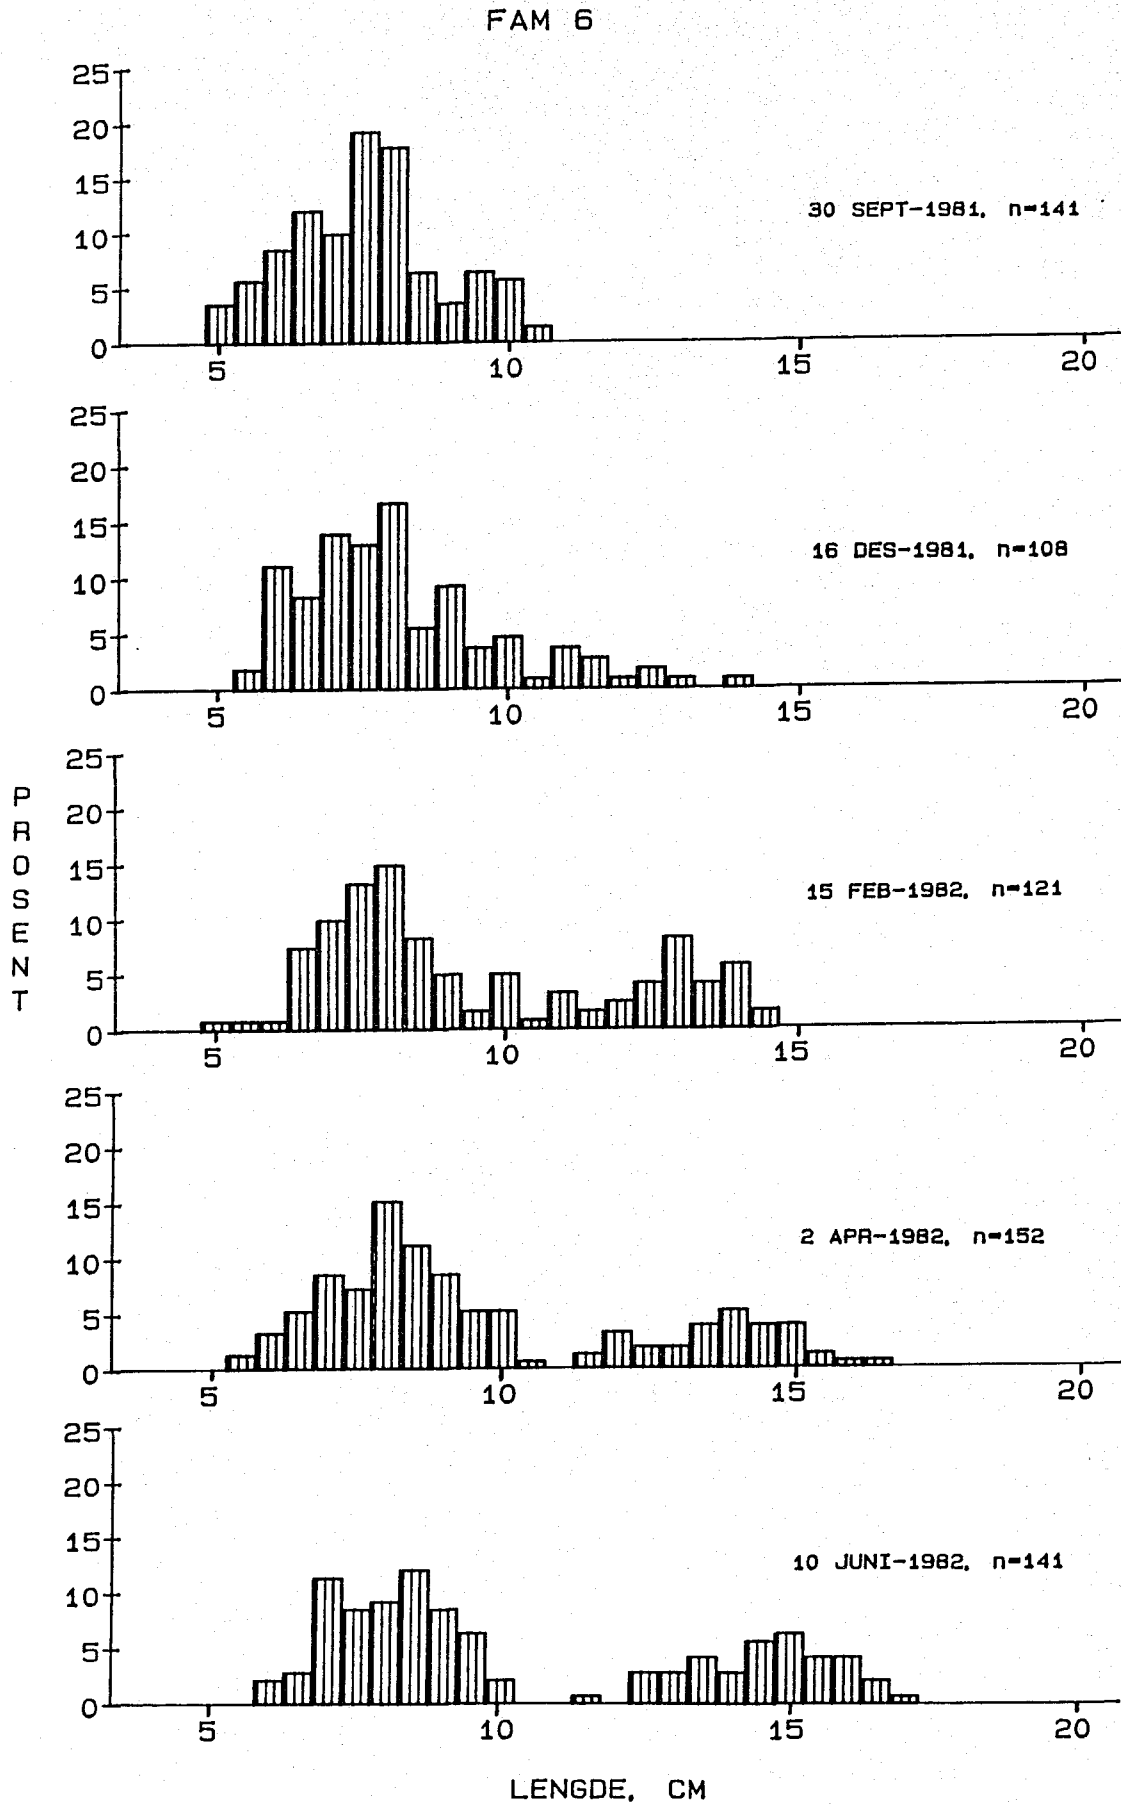 FAM 6
25
20
15
10
5
0
30 SEPT-1981, n=141
5 10 15 20
25
20
15
10
5
0
16 DES-1981, n=108
5 10 15 20
PROSENT
25
20
15
10
5
0
15 FEB-1982, n=121
5 10 15 20
25
20
15
10
5
0
2 APR-1982, n=152
5 10 15 20
25
20
15
10
5
0
10 JUNI-1982, n=141
5 10 15 20
LENGDE, CM